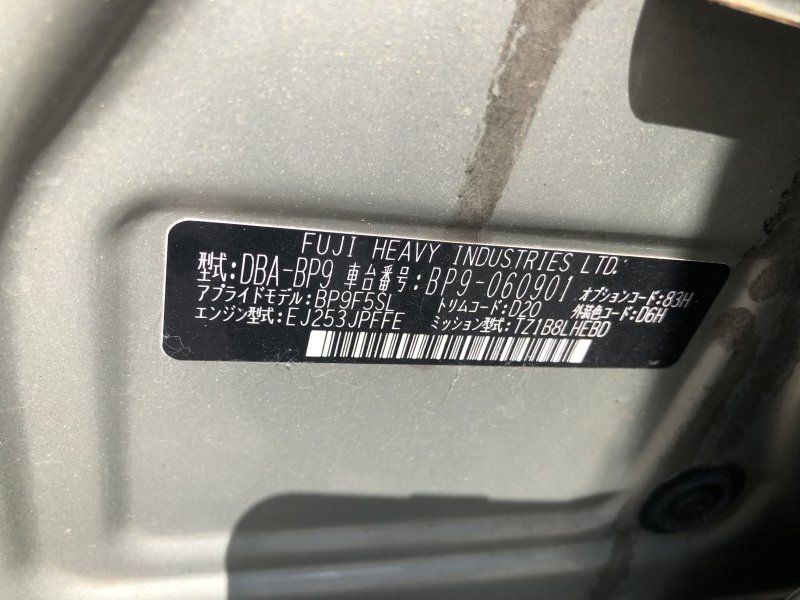 FUJI HEAVY INDUSTRIES LTD.
型式:DBA-BP9 車台番号:BP9-060901 オプションコード:83H
アプライドモデル:BP9F5SL トリムコード:D20 外装色コード:D6H
エンジン型式:EJ253JPFFE ミッション型式:TZ1B8LHEBD